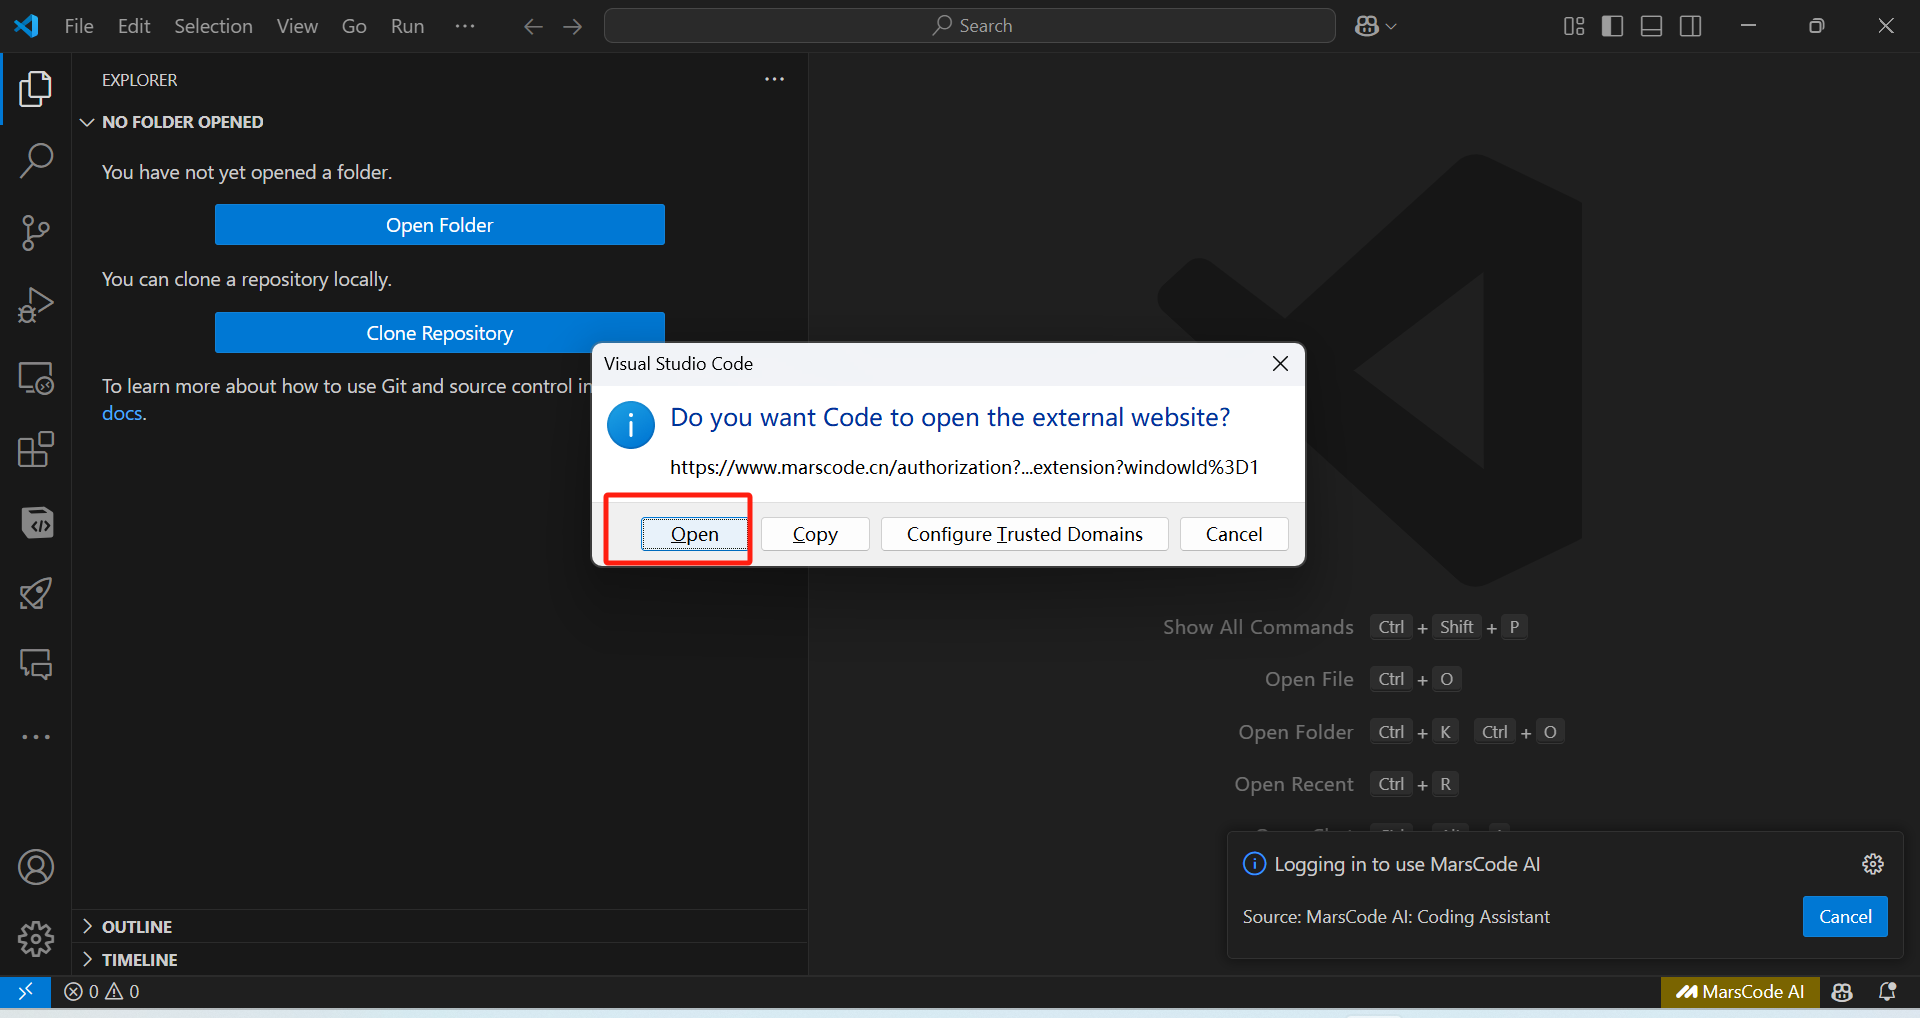 File Edit Selection View Go Run ··· Search
EXPLORER ···
NO FOLDER OPENED
You have not yet opened a folder.
Open Folder
You can clone a repository locally.
Clone Repository
To learn more about how to use Git and source control in
docs.
Visual Studio Code
Do you want Code to open the external website?
https://www.marscode.cn/authorization?...extension?windowId%3D1
Open Copy Configure Trusted Domains Cancel
Show All Commands Ctrl + Shift + P
Open File Ctrl + O
Open Folder Ctrl + K Ctrl + O
Open Recent Ctrl + R
Logging in to use MarsCode AI
Source: MarsCode AI: Coding Assistant Cancel
OUTLINE
TIMELINE
0 0 MarsCode AI